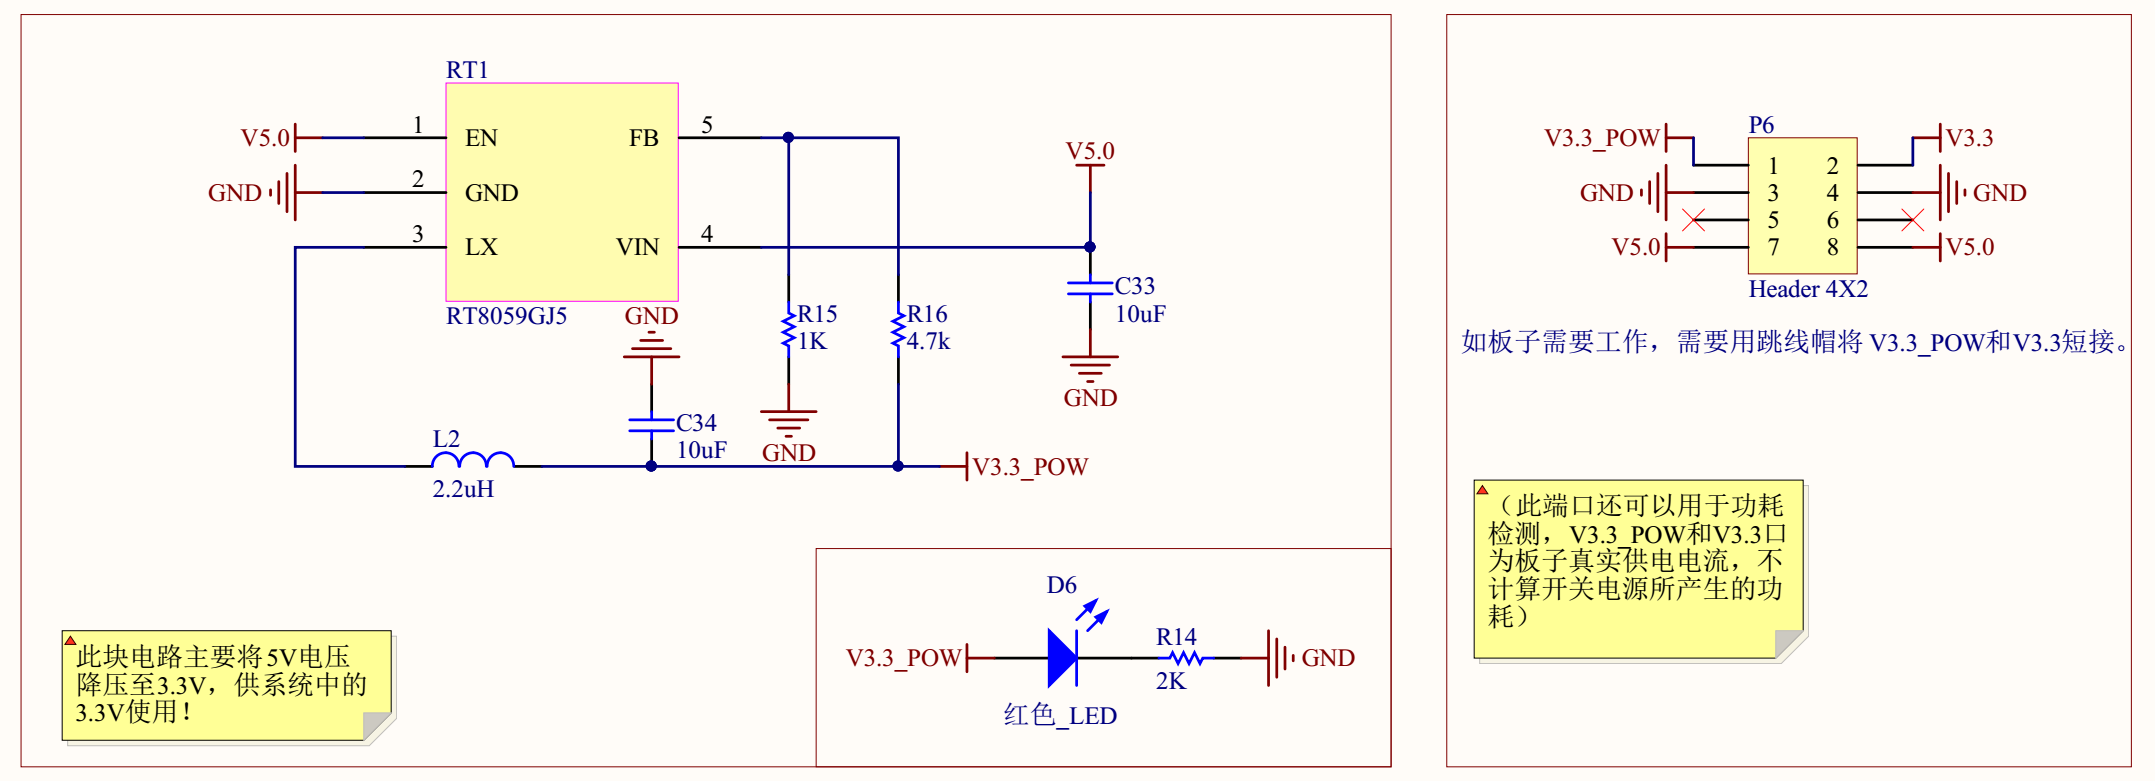 RT1
V5.0
1
EN
FB
5
GND
2
GND
3
LX
VIN
4
RT8059GJ5
V5.0
C33
10uF
GND
R15
1K
GND
R16
4.7k
GND
C34
10uF
L2
2.2uH
V3.3_POW
此块电路主要将5V电压
降压至3.3V，供系统中的
3.3V使用！
D6
V3.3_POW
R14
2K
GND
红色_LED
P6
V3.3_POW
1
2
V3.3
GND
3
4
GND
5
6
V5.0
7
8
V5.0
Header 4X2
如板子需要工作，需要用跳线帽将 V3.3_POW和V3.3短接。
（此端口还可以用于功耗
检测，V3.3_POW和V3.3口
为板子真实供电电流，不
计算开关电源所产生的功
耗）